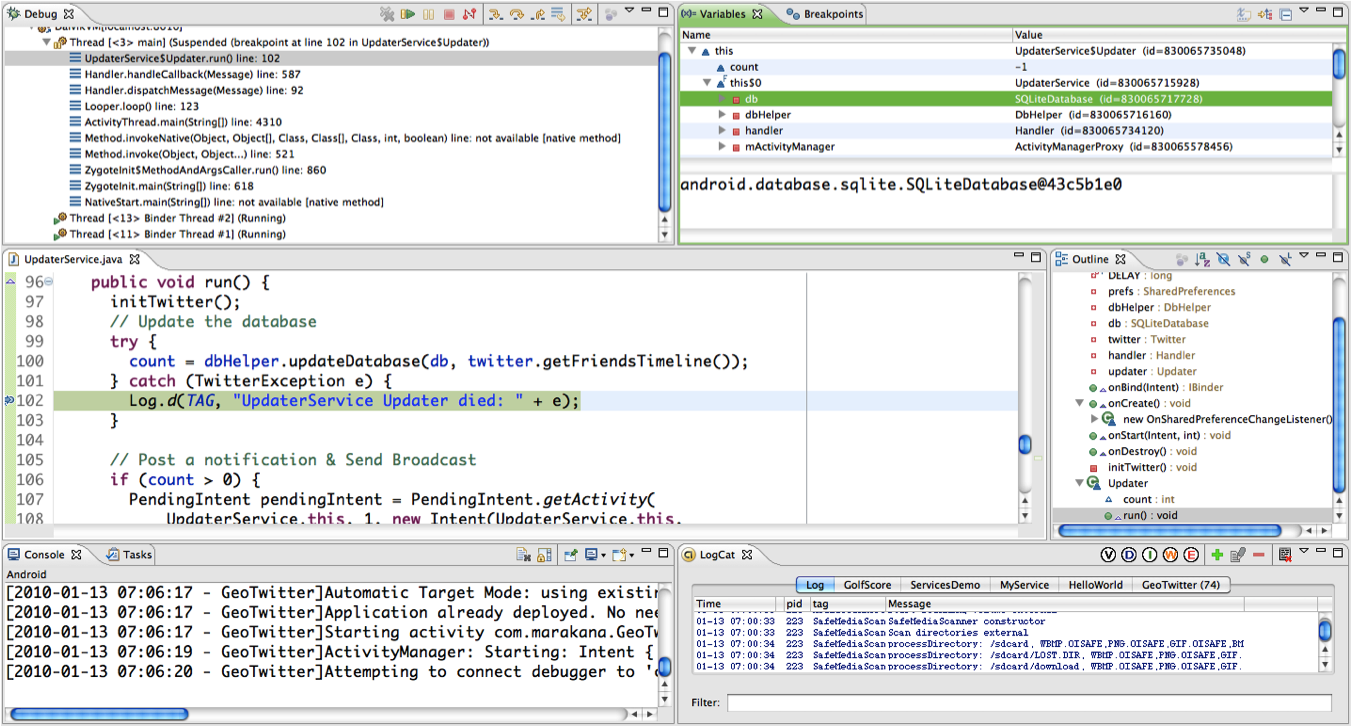 Debug
DalvikVM[localhost:8610]
Thread [<3> main] (Suspended (breakpoint at line 102 in UpdaterService$Updater))
UpdaterService$Updater.run() line: 102
Handler.handleCallback(Message) line: 587
Handler.dispatchMessage(Message) line: 92
Looper.loop() line: 123
ActivityThread.main(String[]) line: 4310
Method.invokeNative(Object, Object[], Class, Class[], Class, int, boolean) line: not available [native method]
Method.invoke(Object, Object...) line: 521
ZygoteInit$MethodAndArgsCaller.run() line: 860
ZygoteInit.main(String[]) line: 618
NativeStart.main(String[]) line: not available [native method]
Thread [<13> Binder Thread #2] (Running)
Thread [<11> Binder Thread #1] (Running)
(x)= Variables Breakpoints
Name Value
this UpdaterService$Updater (id=830065735048)
count -1
this$0 UpdaterService (id=830065715928)
db SQLiteDatabase (id=830065717728)
dbHelper DbHelper (id=830065716160)
handler Handler (id=830065734120)
mActivityManager ActivityManagerProxy (id=830065578456)
android.database.sqlite.SQLiteDatabase@43c5b1e0
UpdaterService.java
96 public void run() {
97 initTwitter();
98 // Update the database
99 try {
100 count = dbHelper.updateDatabase(db, twitter.getFriendsTimeline());
101 } catch (TwitterException e) {
102 Log.d(TAG, "UpdaterService Updater died: " + e);
103 }
104
105 // Post a notification & Send Broadcast
106 if (count > 0) {
107 PendingIntent pendingIntent = PendingIntent.getActivity(
108 UpdaterService.this, 1, new Intent(UpdaterService.this,
Outline
DELAY : long
prefs : SharedPreferences
dbHelper : DbHelper
db : SQLiteDatabase
twitter : Twitter
handler : Handler
updater : Updater
onBind(Intent) : IBinder
onCreate() : void
new OnSharedPreferenceChangeListener()
onStart(Intent, int) : void
onDestroy() : void
initTwitter() : void
Updater
count : int
run() : void
Console Tasks
Android
[2010-01-13 07:06:17 - GeoTwitter]Automatic Target Mode: using existin
[2010-01-13 07:06:17 - GeoTwitter]Application already deployed. No nee
[2010-01-13 07:06:17 - GeoTwitter]Starting activity com.marakana.GeoTw
[2010-01-13 07:06:19 - GeoTwitter]ActivityManager: Starting: Intent {
[2010-01-13 07:06:20 - GeoTwitter]Attempting to connect debugger to 'c
LogCat
V D I W E
Log GolfScore ServicesDemo MyService HelloWorld GeoTwitter (74)
Time pid tag Message
01-13 07:00:33 223 SafeMediaScan SafeMediaScanner constructor
01-13 07:00:33 223 SafeMediaScan Scan directories external
01-13 07:00:34 223 SafeMediaScan processDirectory: /sdcard, WBMP.OISAFE,PNG.OISAFE,GIF.OISAFE,BM
01-13 07:00:34 223 SafeMediaScan processDirectory: /sdcard/LOST.DIR, WBMP.OISAFE,PNG.OISAFE,GIF.
01-13 07:00:34 223 SafeMediaScan processDirectory: /sdcard/download, WBMP.OISAFE,PNG.OISAFE,GIF.
Filter: